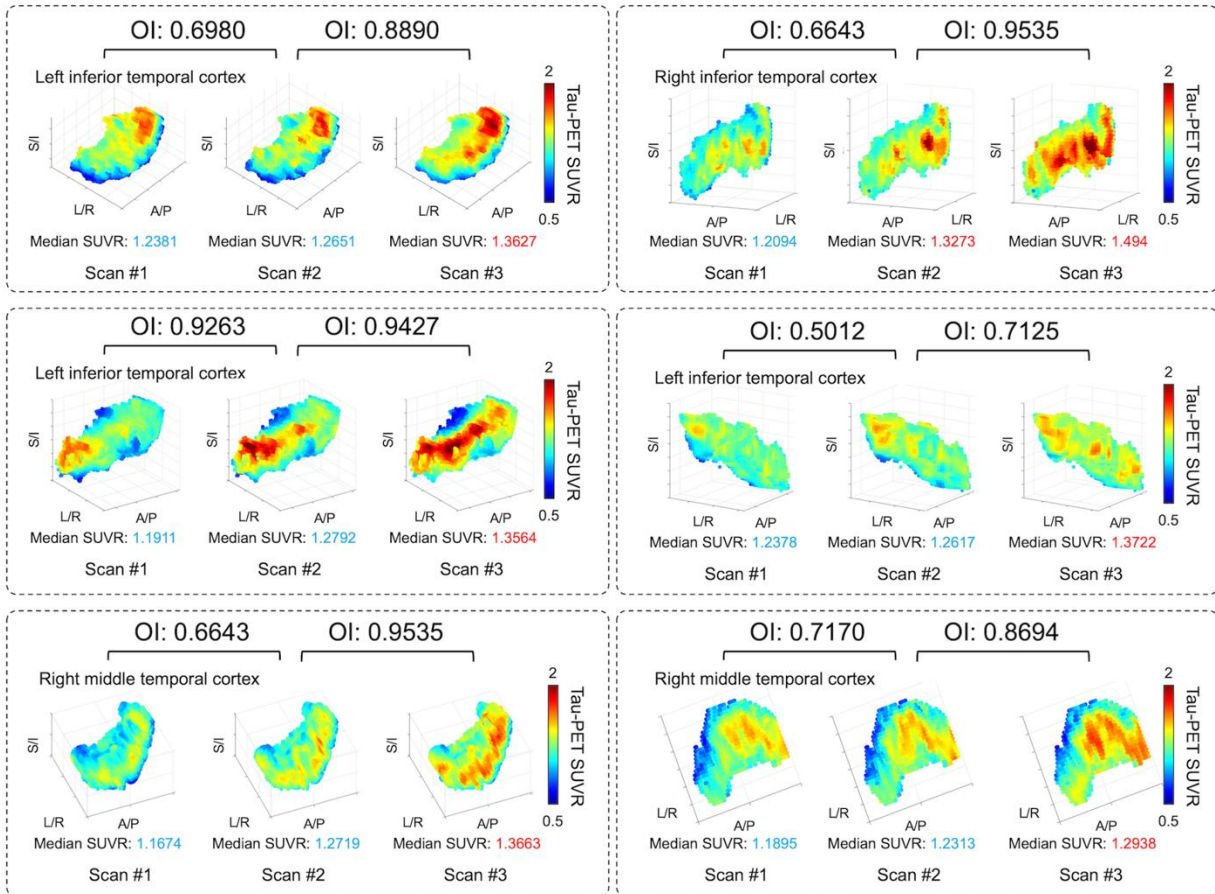 OI: 0.6980 OI: 0.8890
Left inferior temporal cortex
2
Tau-PET SUVR
0.5
S/I S/I S/I
L/R A/P L/R A/P L/R A/P
Median SUVR: 1.2381 Median SUVR: 1.2651 Median SUVR: 1.3627
Scan #1 Scan #2 Scan #3
OI: 0.6643 OI: 0.9535
Right inferior temporal cortex
2
Tau-PET SUVR
0.5
S/I S/I S/I
A/P L/R A/P L/R A/P L/R
Median SUVR: 1.2094 Median SUVR: 1.3273 Median SUVR: 1.494
Scan #1 Scan #2 Scan #3
OI: 0.9263 OI: 0.9427
Left inferior temporal cortex
2
Tau-PET SUVR
0.5
S/I S/I S/I
L/R A/P L/R A/P L/R A/P
Median SUVR: 1.1911 Median SUVR: 1.2792 Median SUVR: 1.3564
Scan #1 Scan #2 Scan #3
OI: 0.5012 OI: 0.7125
Left inferior temporal cortex
2
Tau-PET SUVR
0.5
S/I S/I S/I
L/R A/P L/R A/P L/R A/P
Median SUVR: 1.2378 Median SUVR: 1.2617 Median SUVR: 1.3722
Scan #1 Scan #2 Scan #3
OI: 0.6643 OI: 0.9535
Right middle temporal cortex
2
Tau-PET SUVR
0.5
S/I S/I S/I
L/R A/P L/R A/P L/R A/P
Median SUVR: 1.1674 Median SUVR: 1.2719 Median SUVR: 1.3663
Scan #1 Scan #2 Scan #3
OI: 0.7170 OI: 0.8694
Right middle temporal cortex
2
Tau-PET SUVR
0.5
S/I S/I S/I
L/R A/P L/R A/P L/R A/P
Median SUVR: 1.1895 Median SUVR: 1.2313 Median SUVR: 1.2938
Scan #1 Scan #2 Scan #3